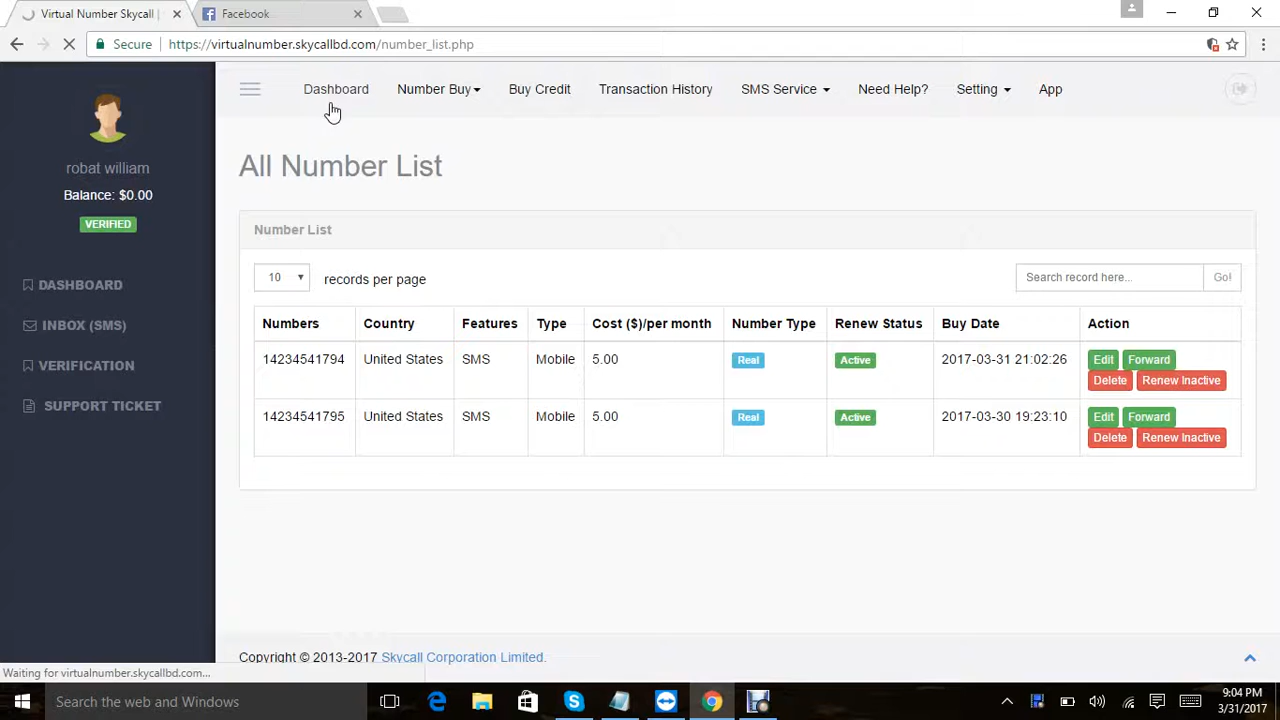 Virtual Number Skycall |
Facebook
Secure https://virtualnumber.skycallbd.com/number_list.php
Dashboard Number Buy Buy Credit Transaction History SMS Service Need Help? Setting App
robat william
Balance: $0.00
VERIFIED
DASHBOARD
INBOX (SMS)
VERIFICATION
SUPPORT TICKET
All Number List
Number List
10 records per page Search record here... Go!
Numbers Country Features Type Cost ($)/per month Number Type Renew Status Buy Date Action
14234541794 United States SMS Mobile 5.00 Real Active 2017-03-31 21:02:26 Edit Forward
Delete Renew Inactive
14234541795 United States SMS Mobile 5.00 Real Active 2017-03-30 19:23:10 Edit Forward
Delete Renew Inactive
Copyright © 2013-2017 Skycall Corporation Limited.
Waiting for virtualnumber.skycallbd.com...
Search the web and Windows
9:04 PM
3/31/2017